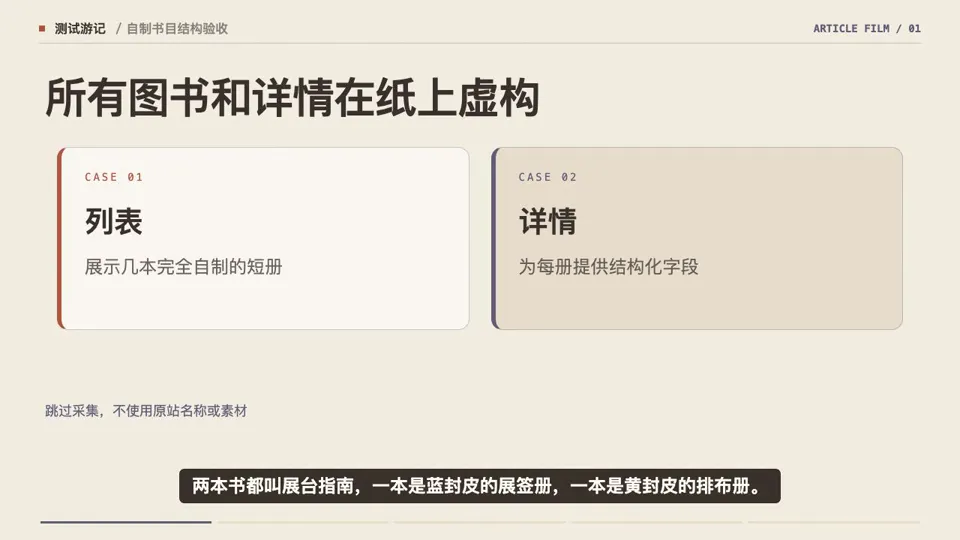 测试游记 / 自制书目结构验收
ARTICLE FILM / 01
所有图书和详情在纸上虚构
CASE 01
列表
展示几本完全自制的短册
CASE 02
详情
为每册提供结构化字段
跳过采集，不使用原站名称或素材
两本书都叫展台指南，一本是蓝封皮的展签册，一本是黄封皮的排布册。